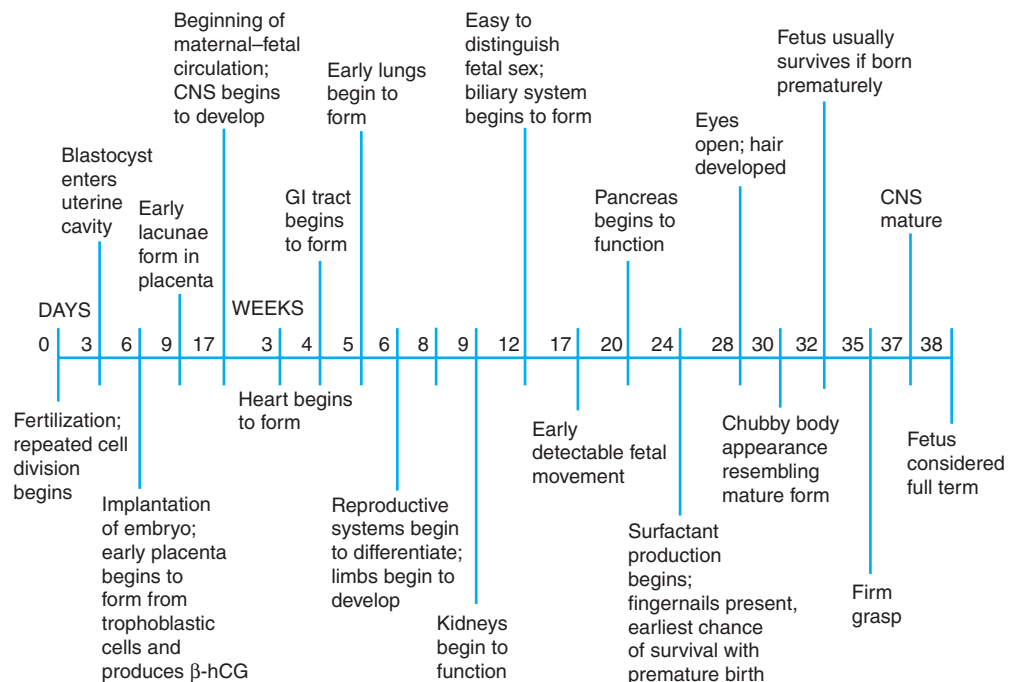 Beginning of
maternal–fetal
circulation;
CNS begins
to develop
Easy to
distinguish
fetal sex;
biliary system
begins to form
Fetus usually
survives if born
prematurely
Early lungs
begin to
form
Eyes
open; hair
developed
Blastocyst
enters
uterine
cavity
Early
lacunae
form in
placenta
GI tract
begins
to form
Pancreas
begins to
function
CNS
mature
DAYS
WEEKS
0 3 6 9 17 3 4 5 6 8 9 12 17 20 24 28 30 32 35 37 38
Heart begins
to form
Fertilization;
repeated cell
division
begins
Early
detectable fetal
movement
Chubby body
appearance
resembling
mature form
Fetus
considered
full term
Implantation
of embryo;
early placenta
begins to
form from
trophoblastic
cells and
produces β-hCG
Reproductive
systems begin
to differentiate;
limbs begin to
develop
Surfactant
production
begins;
fingernails present,
earliest chance
of survival with
premature birth
Firm
grasp
Kidneys
begin to
function